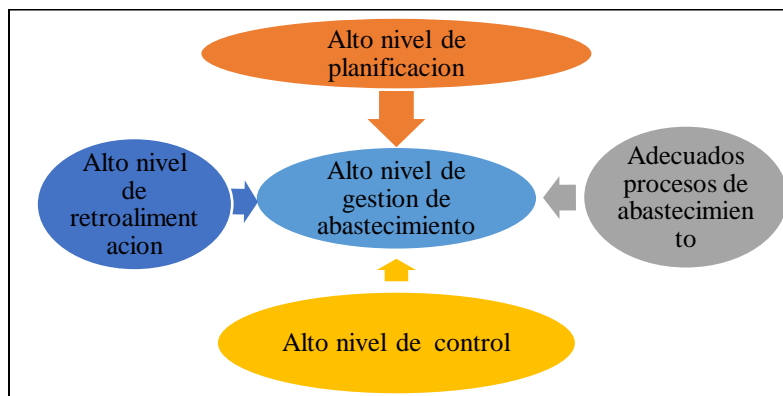 Alto nivel de
planificacion
Alto nivel
de
retroaliment
acion
Alto nivel de
gestion de
abastecimiento
Adecuados
procesos de
abastecimien
to
Alto nivel de  control